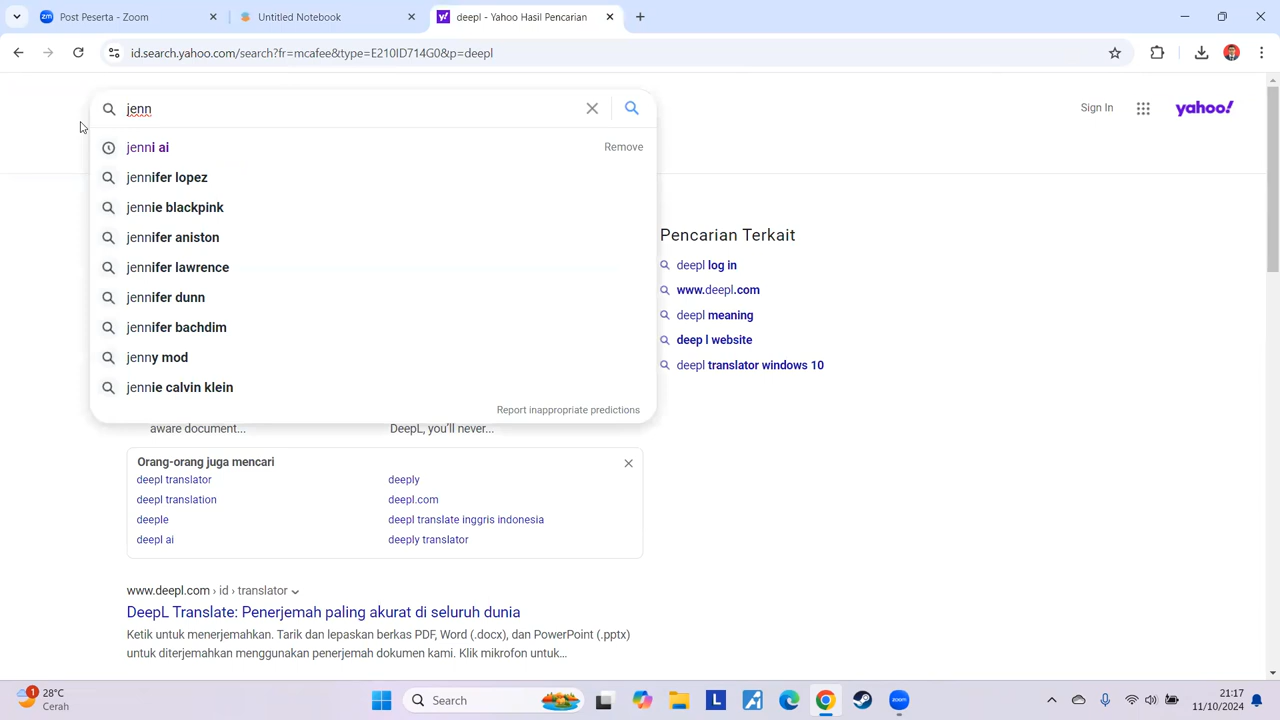 Post Peserta - Zoom
Untitled Notebook
deepl - Yahoo Hasil Pencarian
id.search.yahoo.com/search?fr=mcafee&type=E210ID714G0&p=deepl
jenn
Sign In
yahoo!
jenni ai
Remove
jennifer lopez
jennie blackpink
jennifer aniston
jennifer lawrence
jennifer dunn
jennifer bachdim
jenny mod
jennie calvin klein
Report inappropriate predictions
Pencarian Terkait
deepl log in
www.deepl.com
deepl meaning
deep l website
deepl translator windows 10
aware document...
DeepL, you'll never...
Orang-orang juga mencari
deepl translator
deeply
deepl translation
deepl.com
deeple
deepl translate inggris indonesia
deepl ai
deeply translator
www.deepl.com › id › translator
DeepL Translate: Penerjemah paling akurat di seluruh dunia
Ketik untuk menerjemahkan. Tarik dan lepaskan berkas PDF, Word (.docx), dan PowerPoint (.pptx)
untuk diterjemahkan menggunakan penerjemah dokumen kami. Klik mikrofon untuk...
1
28°C
Cerah
Search
L
zoom
21:17
11/10/2024